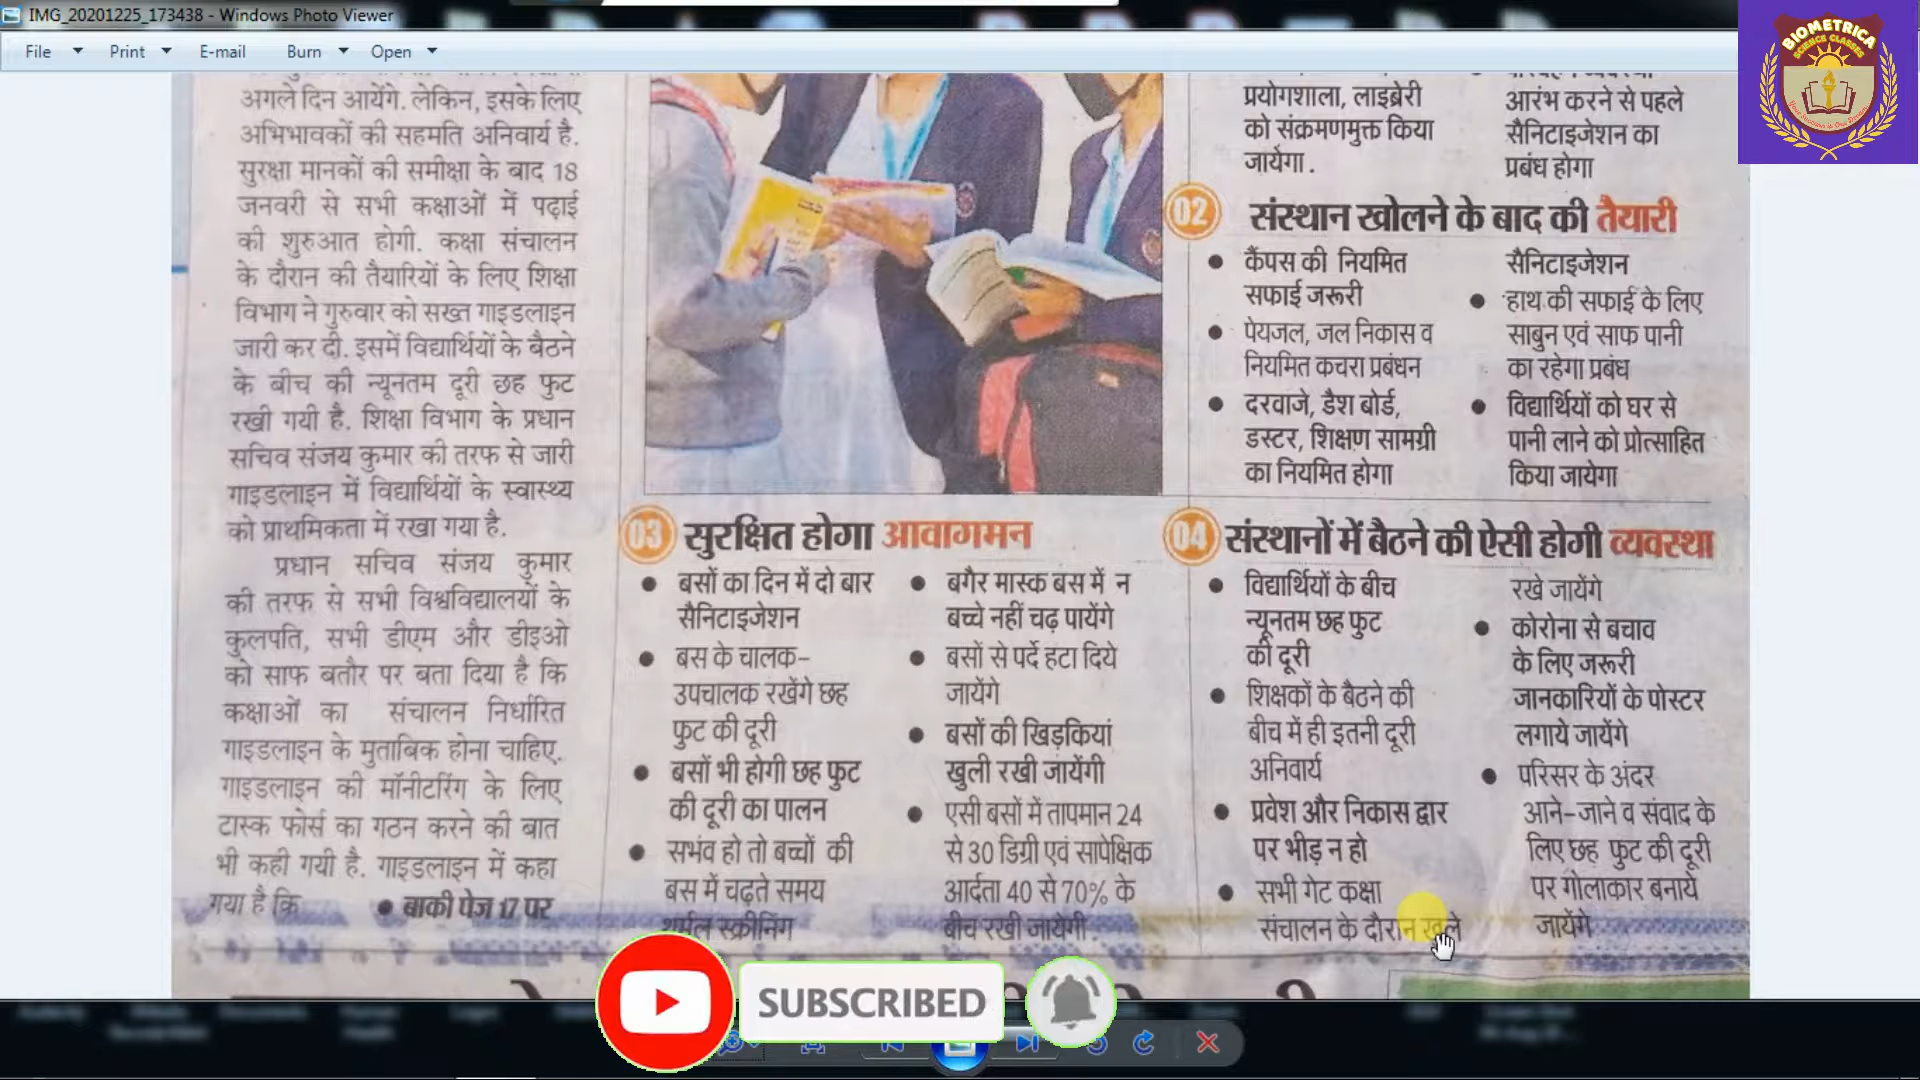 IMG_20201225_173438 - Windows Photo Viewer
File
Print
E-mail
Burn
Open
BIOMETRICA
SCIENCE CLASSES
अगले दिन आयेंगे. लेकिन, इसके लिए
अभिभावकों की सहमति अनिवार्य है.
सुरक्षा मानकों की समीक्षा के बाद 18
जनवरी से सभी कक्षाओं में पढ़ाई
की शुरुआत होगी. कक्षा संचालन
के दौरान की तैयारियों के लिए शिक्षा
विभाग ने गुरुवार को सख्त गाइडलाइन
जारी कर दी. इसमें विद्यार्थियों के बैठने
के बीच की न्यूनतम दूरी छह फुट
रखी गयी है. शिक्षा विभाग के प्रधान
सचिव संजय कुमार की तरफ से जारी
गाइडलाइन में विद्यार्थियों के स्वास्थ्य
को प्राथमिकता में रखा गया है.
प्रधान सचिव संजय कुमार
की तरफ से सभी विश्वविद्यालयों के
कुलपति, सभी डीएम और डीइओ
को साफ बतौर पर बता दिया है कि
कक्षाओं का संचालन निर्धारित
गाइडलाइन के मुताबिक होना चाहिए.
गाइडलाइन की मॉनीटरिंग के लिए
टास्क फोर्स का गठन करने की बात
भी कही गयी है. गाइडलाइन में कहा
गया है कि
● बाकी पेज 17 पर
प्रयोगशाला, लाइब्रेरी
को संक्रमणमुक्त किया
जायेगा.
आरंभ करने से पहले
सैनिटाइजेशन का
प्रबंध होगा
02 संस्थान खोलने के बाद की तैयारी
● कैंपस की नियमित
सफाई जरूरी
● पेयजल, जल निकास व
नियमित कचरा प्रबंधन
● दरवाजे, डैश बोर्ड,
डस्टर, शिक्षण सामग्री
का नियमित होगा
सैनिटाइजेशन
● हाथ की सफाई के लिए
साबुन एवं साफ पानी
का रहेगा प्रबंध
● विद्यार्थियों को घर से
पानी लाने को प्रोत्साहित
किया जायेगा
03 सुरक्षित होगा आवागमन
● बसों का दिन में दो बार
सैनिटाइजेशन
● बस के चालक-
उपचालक रखेंगे छह
फुट की दूरी
● बसों भी होगी छह फुट
की दूरी का पालन
● सभंव हो तो बच्चों की
बस में चढ़ते समय
थर्मल स्क्रीनिंग
● बगैर मास्क बस में न
बच्चे नहीं चढ़ पायेंगे
● बसों से पर्दे हटा दिये
जायेंगे
● बसों की खिड़कियां
खुली रखी जायेंगी
● एसी बसों में तापमान 24
से 30 डिग्री एवं सापेक्षिक
आर्दता 40 से 70% के
बीच रखी जायेगी
04 संस्थानों में बैठने की ऐसी होगी व्यवस्था
● विद्यार्थियों के बीच
न्यूनतम छह फुट
की दूरी
● शिक्षकों के बैठने की
बीच में ही इतनी दूरी
अनिवार्य
● प्रवेश और निकास द्वार
पर भीड़ न हो
● सभी गेट कक्षा
संचालन के दौरान खुले
रखे जायेंगे
● कोरोना से बचाव
के लिए जरूरी
जानकारियों के पोस्टर
लगाये जायेंगे
● परिसर के अंदर
आने-जाने व संवाद के
लिए छह फुट की दूरी
पर गोलाकार बनाये
जायेंगे
SUBSCRIBED